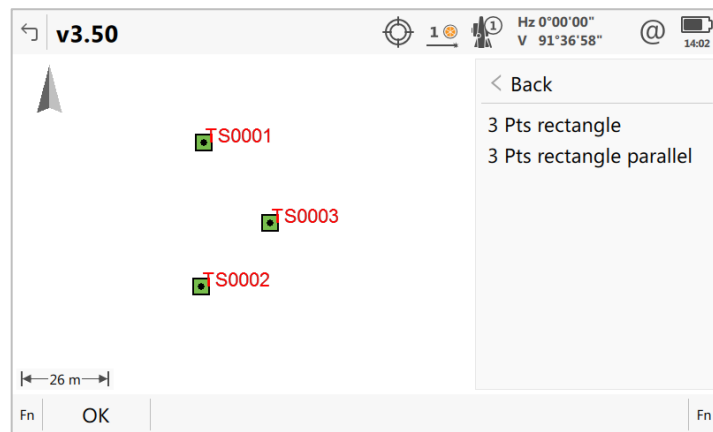 v3.50
1
1
Hz 0°00'00"
V 91°36'58"
@
14:02
< Back
3 Pts rectangle
3 Pts rectangle parallel
TS0001
TS0003
TS0002
26 m
Fn
OK
Fn